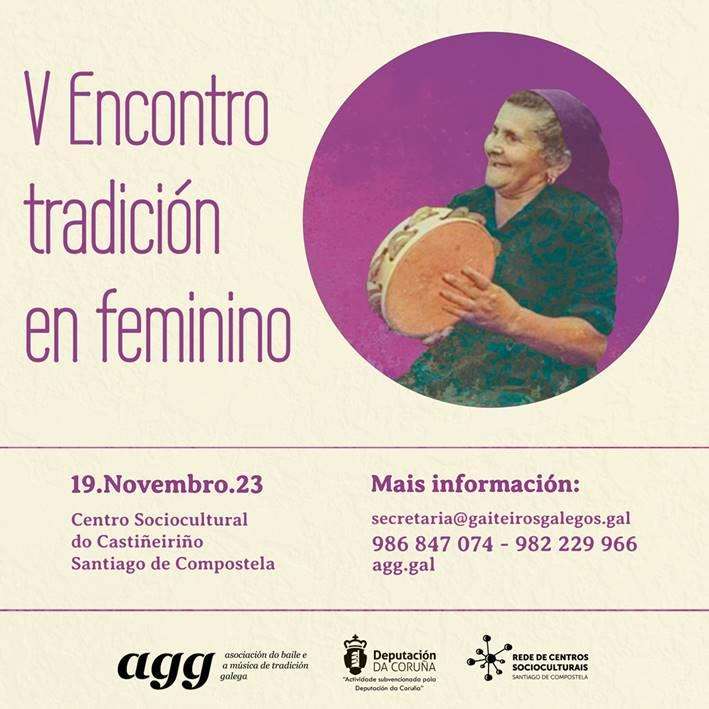 V Encontro
tradición
en feminino
19.Novembro.23
Centro Sociocultural
do Castiñeiriño
Santiago de Compostela
Mais información:
secretaria@gaiteirosgalegos.gal
986 847 074 - 982 229 966
agg.gal
agg
asociación do baile e
a música de tradición
galega
Deputación
DA CORUÑA
"Actividade subvencionada pola
Deputación da Coruña"
REDE DE CENTROS
SOCIOCULTURAIS
SANTIAGO DE COMPOSTELA